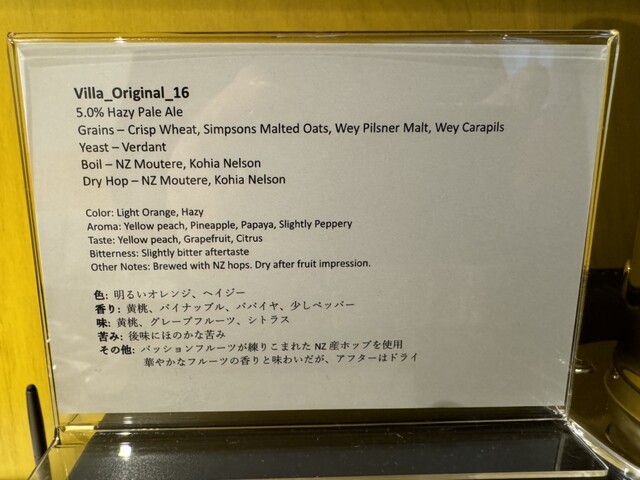 Villa_Original_16
5.0% Hazy Pale Ale
Grains – Crisp Wheat, Simpsons Malted Oats, Wey Pilsner Malt, Wey Carapils
Yeast – Verdant
Boil – NZ Moutere, Kohia Nelson
Dry Hop – NZ Moutere, Kohia Nelson
Color: Light Orange, Hazy
Aroma: Yellow peach, Pineapple, Papaya, Slightly Peppery
Taste: Yellow peach, Grapefruit, Citrus
Bitterness: Slightly bitter aftertaste
Other Notes: Brewed with NZ hops. Dry after fruit impression.
色: 明るいオレンジ、ヘイジー
香り: 黄桃、パイナップル、パパイヤ、少しペッパー
味: 黄桃、グレープフルーツ、シトラス
苦み: 後味にほのかな苦み
その他: パッションフルーツが練りこまれた NZ 産ホップを使用
華やかなフルーツの香りと味わいだが、アフターはドライ